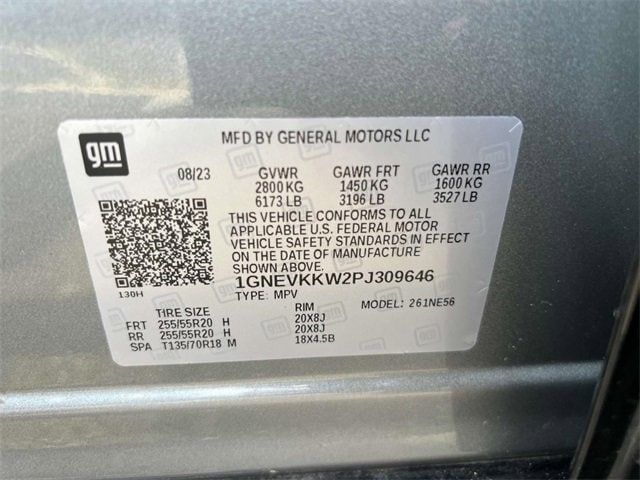 gm
MFD BY GENERAL MOTORS LLC
08/23 GVWR GAWR FRT GAWR RR
2800 KG 1450 KG 1600 KG
6173 LB 3196 LB 3527 LB
THIS VEHICLE CONFORMS TO ALL
APPLICABLE U.S. FEDERAL MOTOR
VEHICLE SAFETY STANDARDS IN EFFECT
ON THE DATE OF MANUFACTURE
SHOWN ABOVE.
130H
1GNEVKKW2PJ309646
TYPE: MPV MODEL: 261NE56
TIRE SIZE RIM
FRT 255/55R20 H 20X8J
RR 255/55R20 H 20X8J
SPA T135/70R18 M 18X4.5B